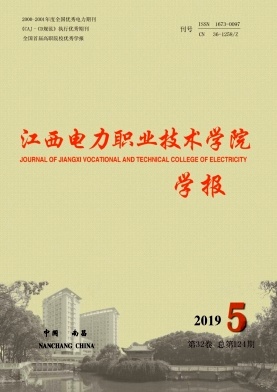 2000-2001年度全国优秀电力期刊
《CAJ-CD规范》执行优秀期刊
全国首届高职院校优秀学报
刊号
ISSN 1673-0097
CN 36-1258/Z
江西电力职业技术学院
JOURNAL OF JIANGXI VOCATIONAL AND TECHNICAL COLLEGE OF ELECTRICITY
学报
2019 5
第32卷 总第124期
中国 南昌
NANCHANG CHINA